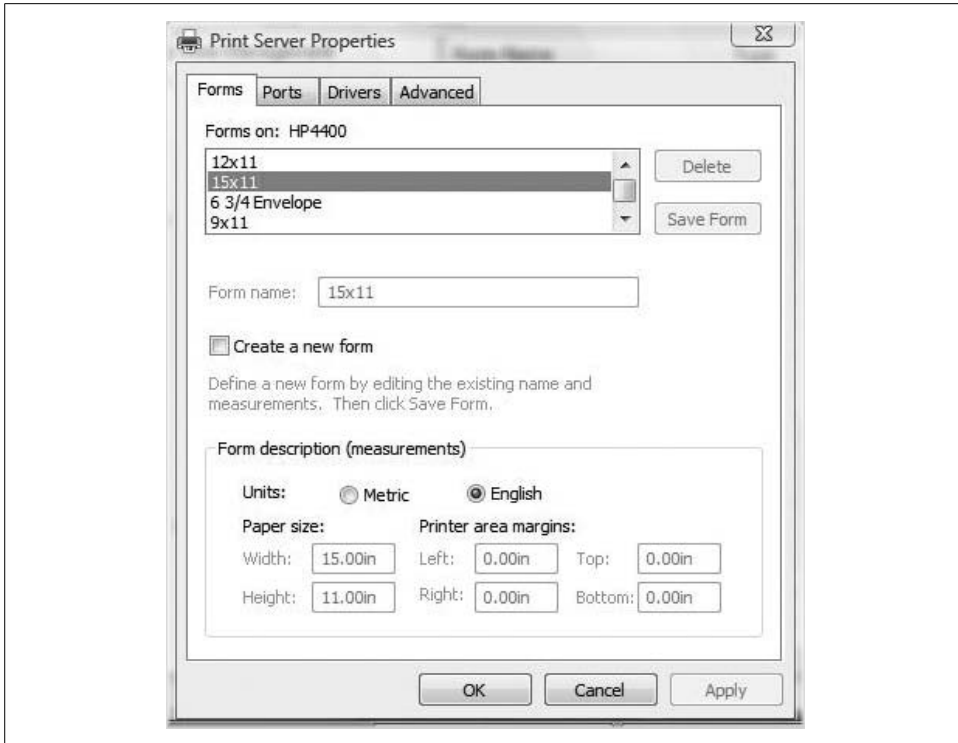 Print Server Properties
Forms Ports Drivers Advanced
Forms on: HP4400
12x11
15x11
6 3/4 Envelope
9x11
Delete
Save Form
Form name: 15x11
Create a new form
Define a new form by editing the existing name and
measurements. Then click Save Form.
Form description (measurements)
Units: Metric English
Paper size: Printer area margins:
Width: 15.00in Left: 0.00in Top: 0.00in
Height: 11.00in Right: 0.00in Bottom: 0.00in
OK Cancel Apply